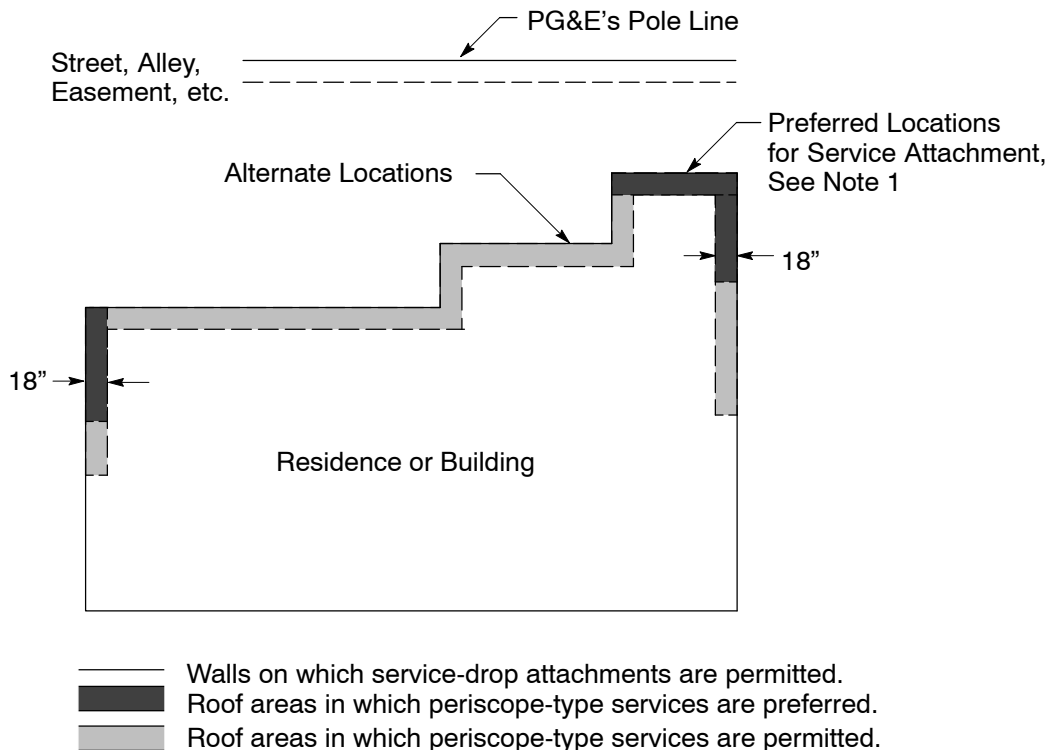 PG&E's Pole Line
Street, Alley,
Easement, etc.
Preferred Locations
for Service Attachment,
See Note 1
Alternate Locations
18”
18”
Residence or Building
Walls on which service-drop attachments are permitted.
Roof areas in which periscope-type services are preferred.
Roof areas in which periscope-type services are permitted.